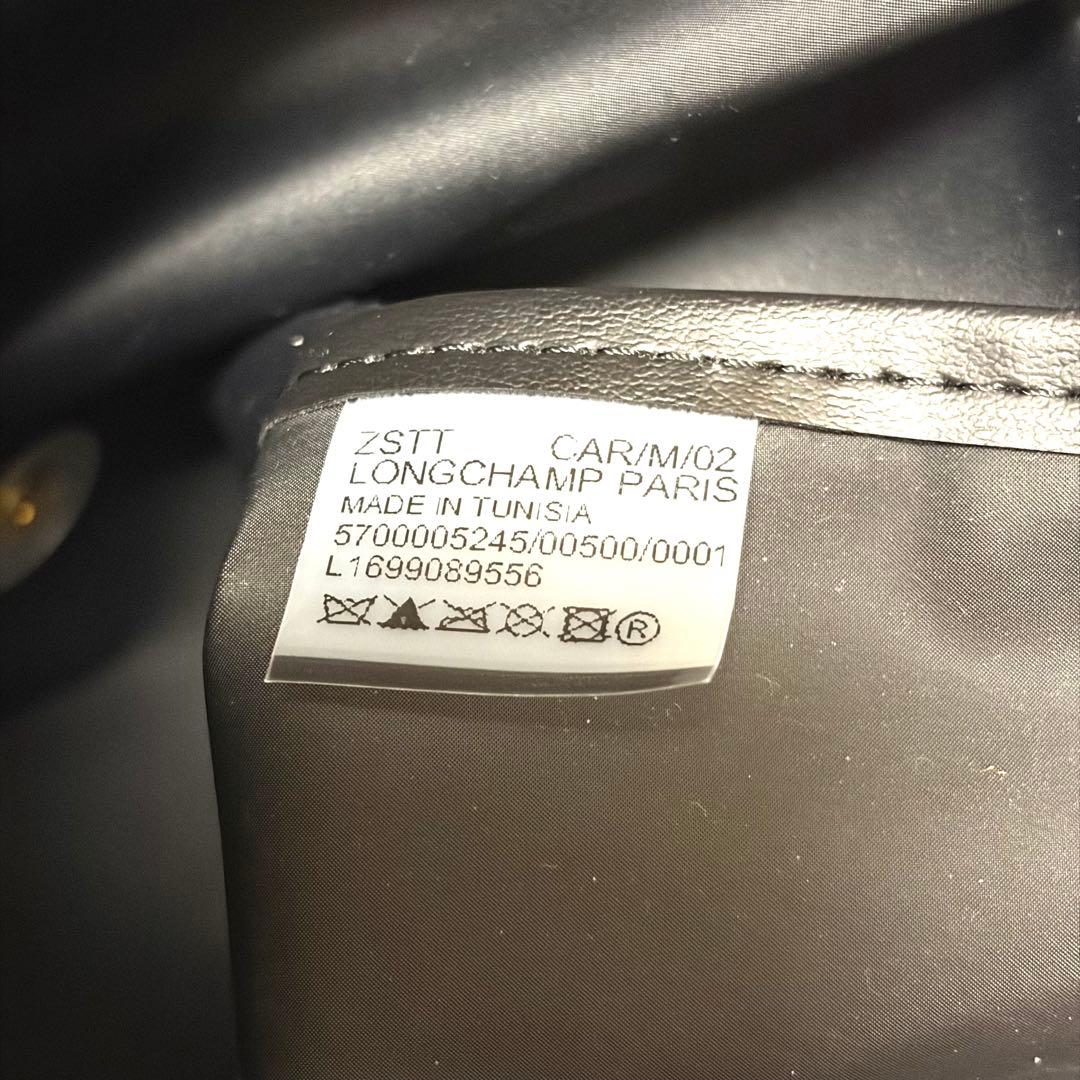 ZSTT CAR/M/02
LONGCHAMP PARIS
MADE IN TUNISIA
5700005245/00500/0001
L1699089556
®